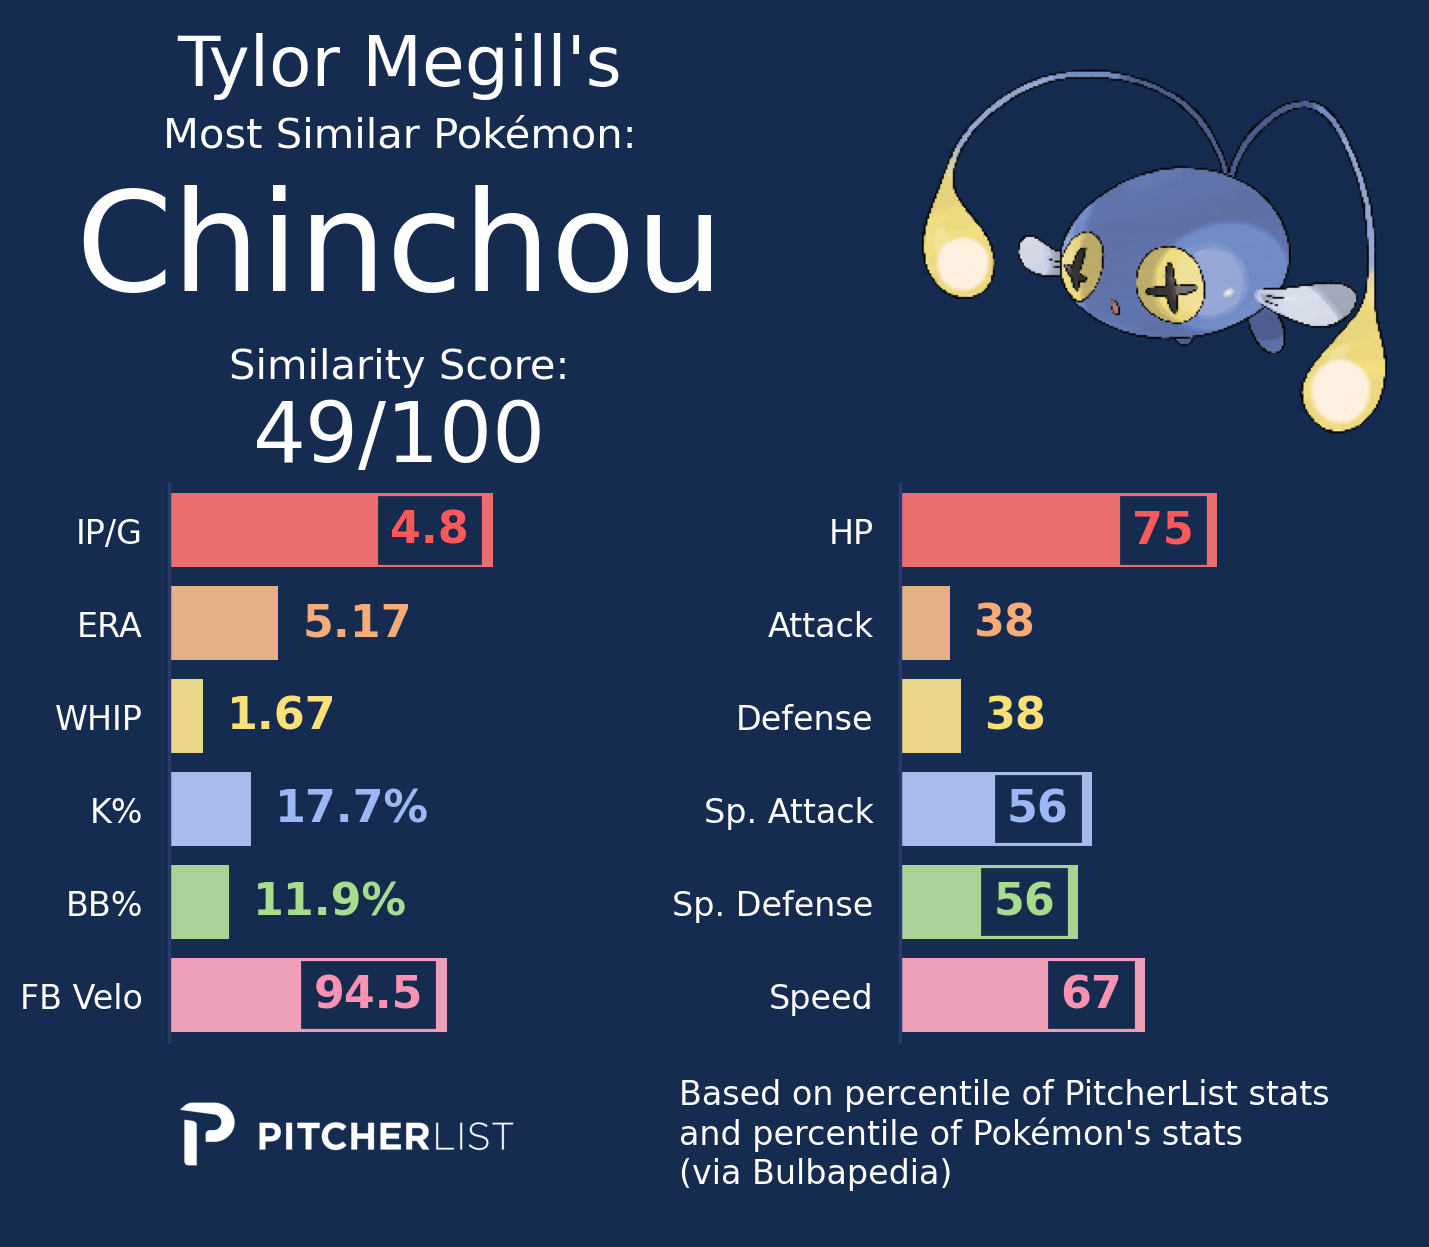 Tylor Megill's
Most Similar Pokémon:
Chinchou
Similarity Score:
49/100
IP/G 4.8
ERA 5.17
WHIP 1.67
K% 17.7%
BB% 11.9%
FB Velo 94.5
HP 75
Attack 38
Defense 38
Sp. Attack 56
Sp. Defense 56
Speed 67
PITCHERLIST
Based on percentile of PitcherList stats
and percentile of Pokémon's stats
(via Bulbapedia)